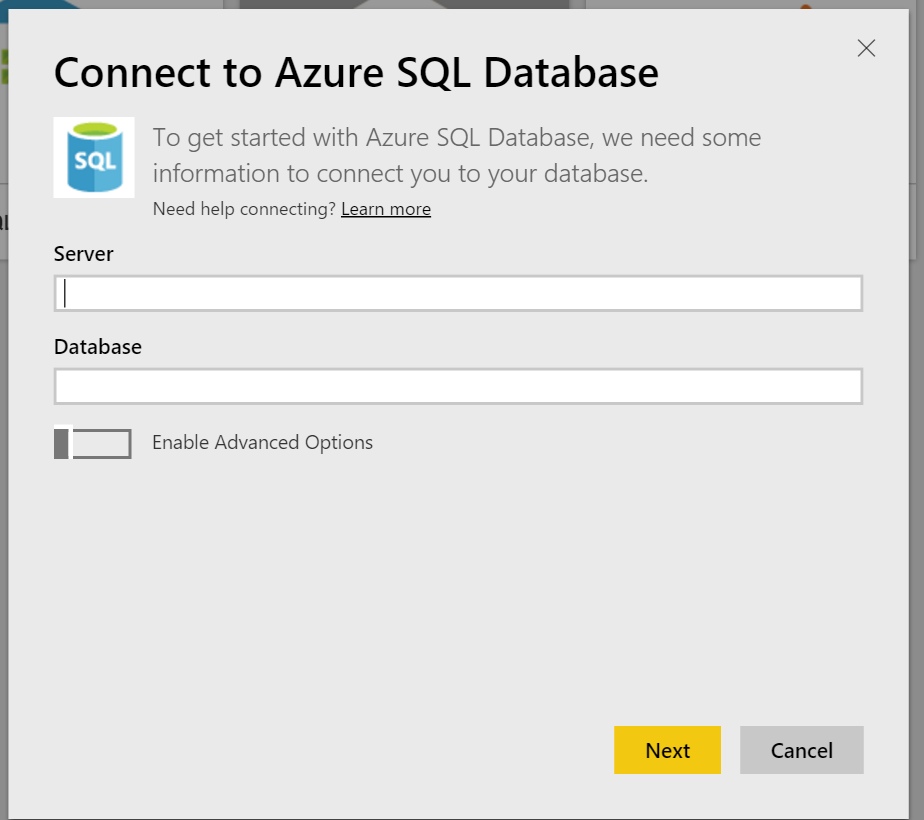 Connect to Azure SQL Database
SQL
To get started with Azure SQL Database, we need some
information to connect you to your database.
Need help connecting? Learn more
Server
Database
Enable Advanced Options
Next
Cancel